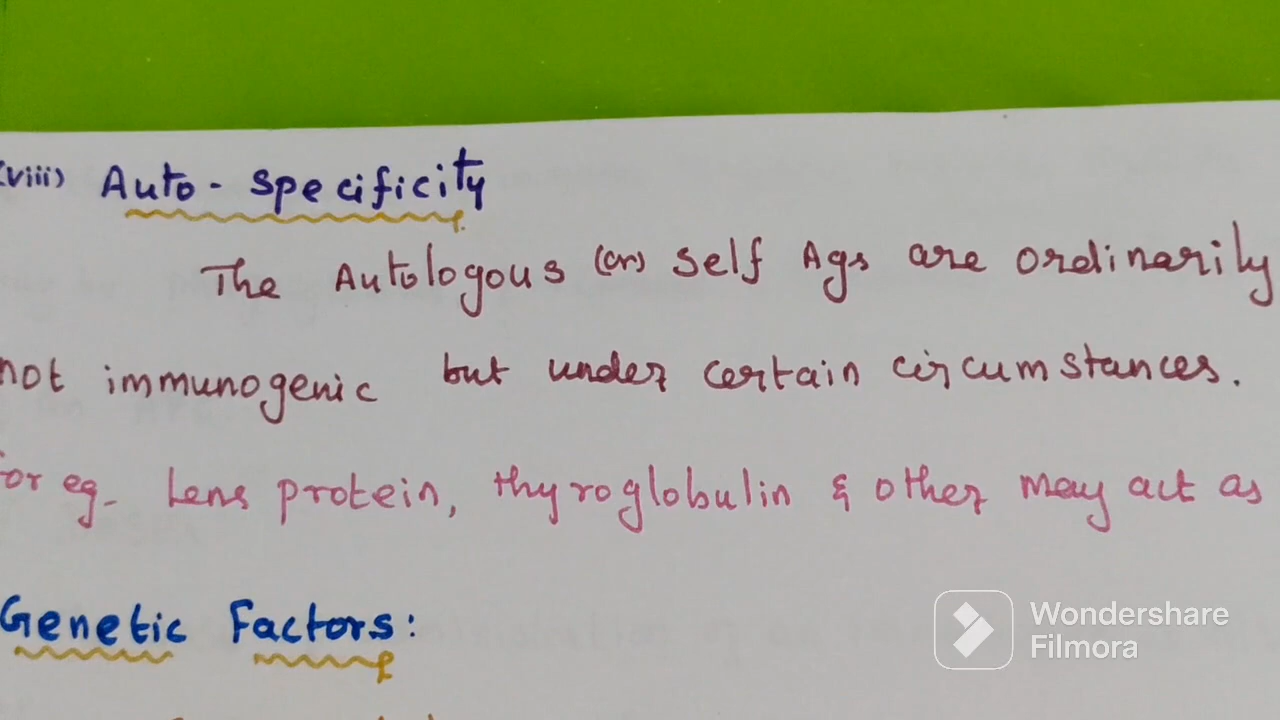 (viii) Auto - specificity
The Autologous (or) self Ags are ordinarily
not immunogenic but under certain circumstances.
for eg- Lens protein, thyroglobulin & other may act as
Genetic Factors:
Wondershare
Filmora